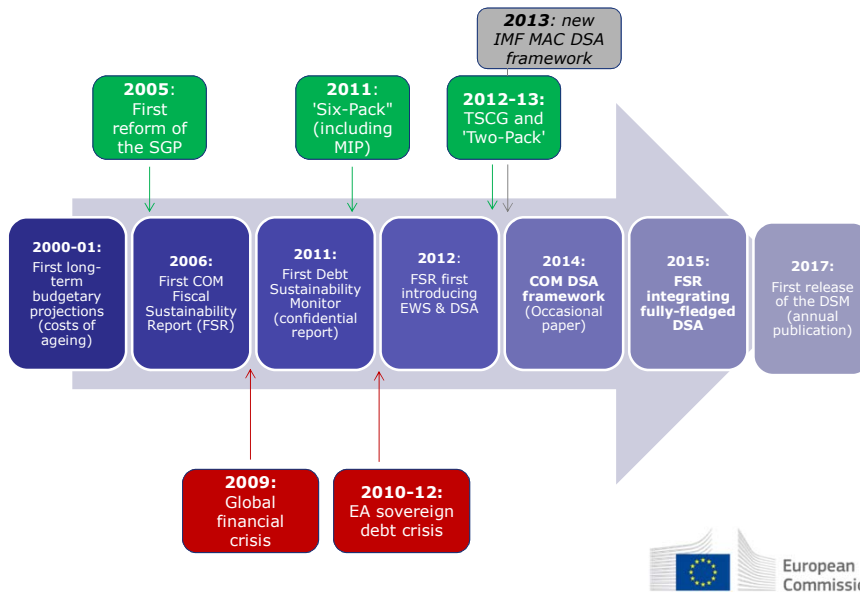 2013: new
IMF MAC DSA
framework
2005:
First
reform of
the SGP
2011:
'Six-Pack"
(including
MIP)
2012-13:
TSCG and
'Two-Pack'
2000-01:
First long-
term
budgetary
projections
(costs of
ageing)
2006:
First COM
Fiscal
Sustainability
Report (FSR)
2011:
First Debt
Sustainability
Monitor
(confidential
report)
2012:
FSR first
introducing
EWS & DSA
2014:
COM DSA
framework
(Occasional
paper)
2015:
FSR
integrating
fully-fledged
DSA
2017:
First release
of the DSM
(annual
publication)
2009:
Global
financial
crisis
2010-12:
EA sovereign
debt crisis
European
Commissio